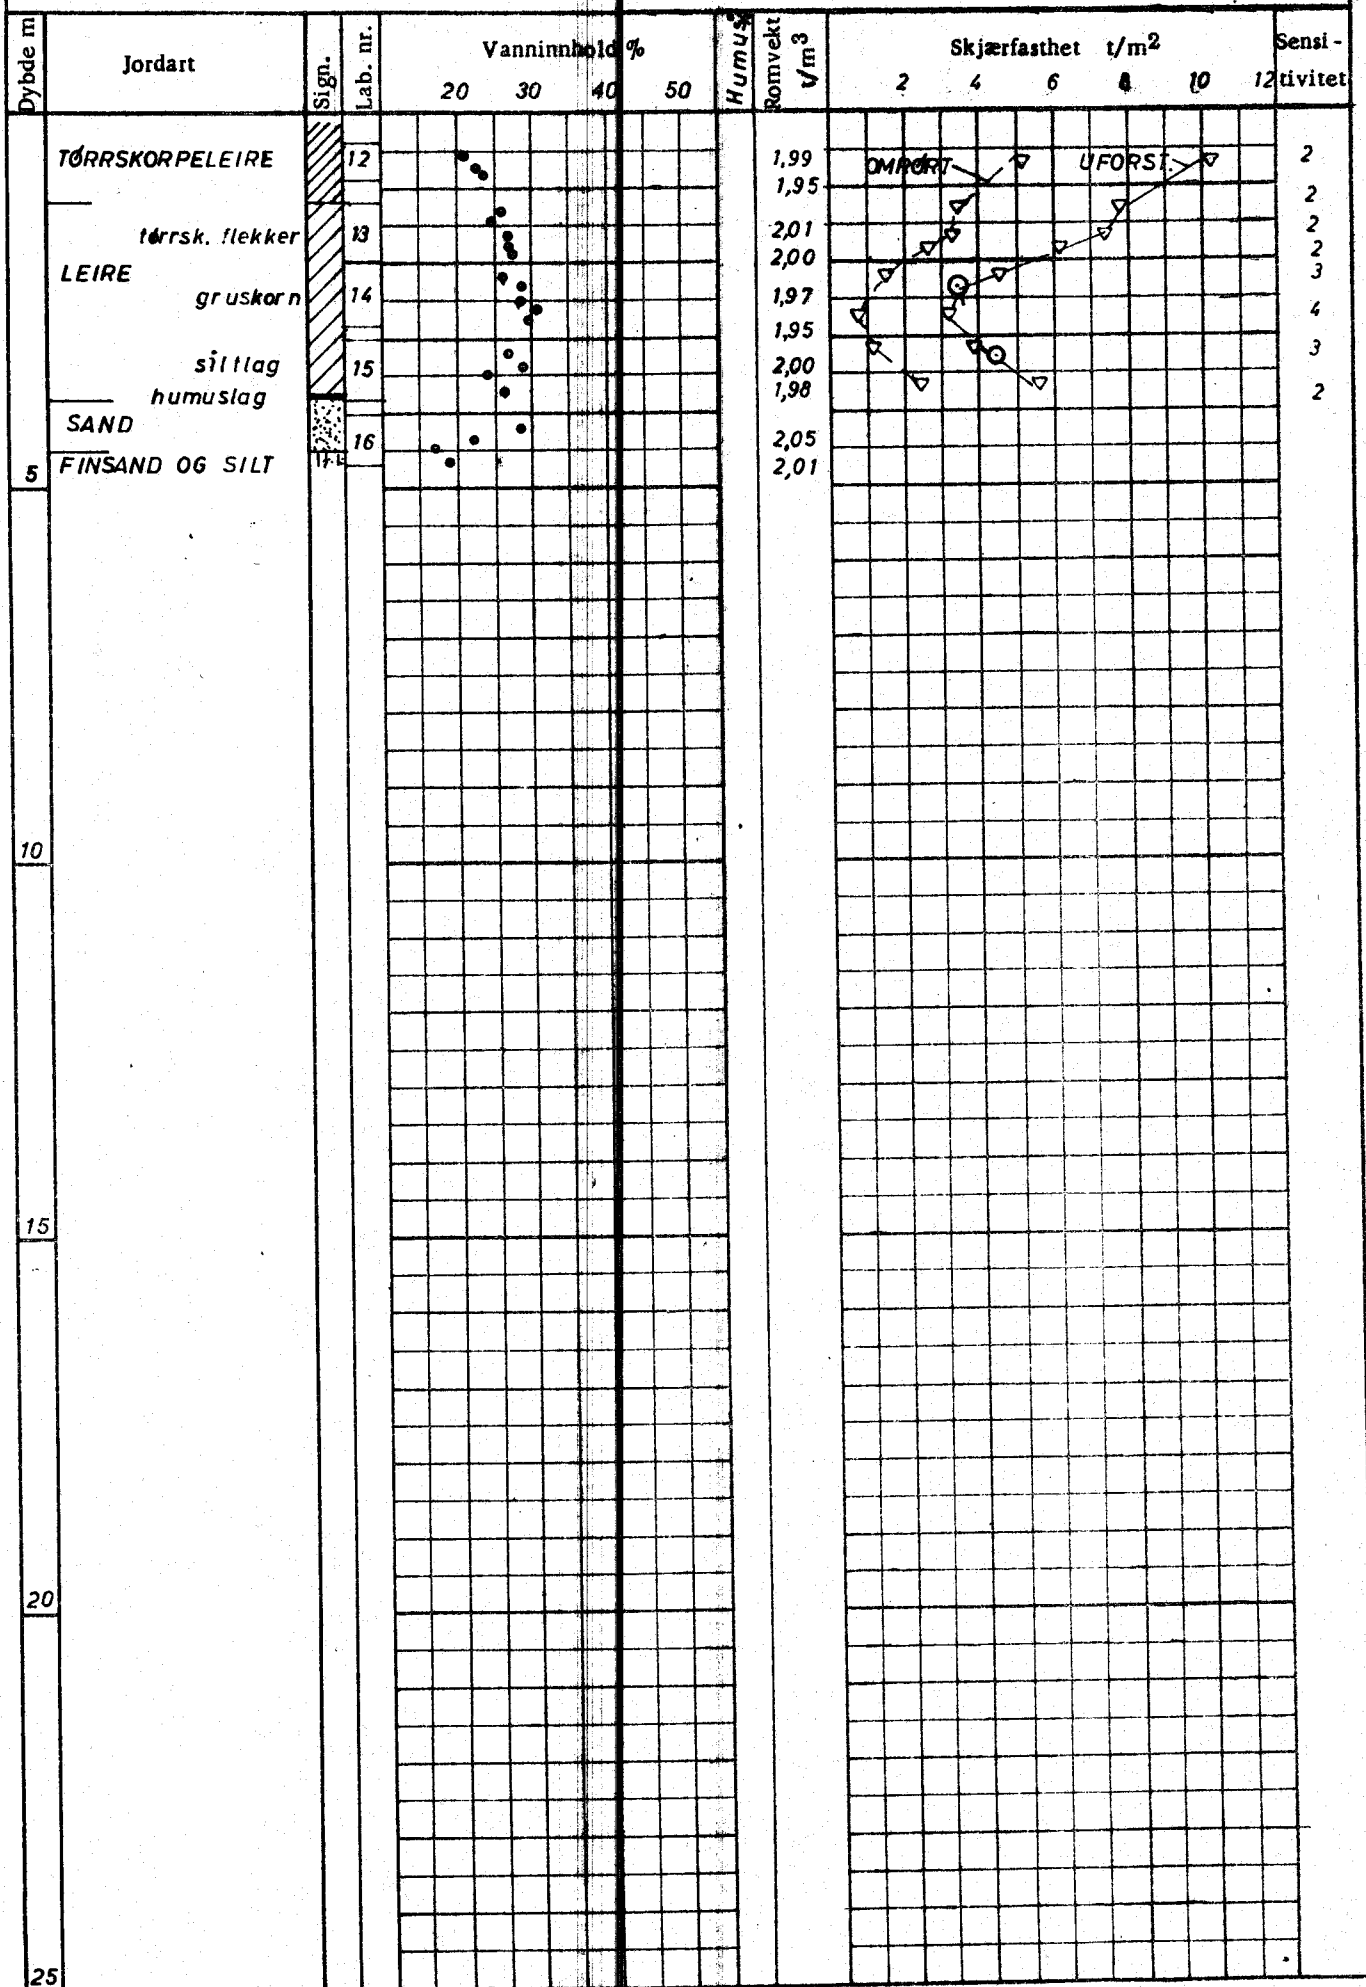 Dybde m Jordart Sign. Lab. nr. Vanninnhold % Humus % Romvekt t/m³ Skjærfasthet t/m² Sensi-tivitet
20 30 40 50 2 4 6 8 10 12
TØRRSKORPELEIRE 12 1,99 OMRØRT UFORST. 2
1,95
2
tørrsk. flekker 13 2,01 2
2,00 2
LEIRE 3
gruskorn 14 1,97
4
1,95
3
siltlag 15 2,00
humuslag 1,98 2
SAND
16 2,05
5 FINSAND OG SILT 2,01
10
15
20
25